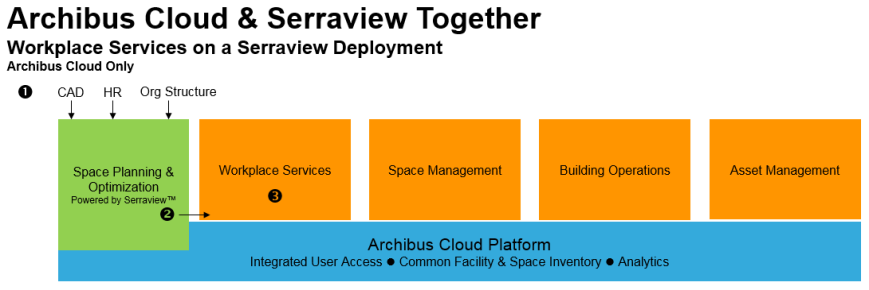 Archibus Cloud & Serraview Together
Workplace Services on a Serraview Deployment
Archibus Cloud Only
❶ CAD HR Org Structure
Space Planning &
Optimization
Powered by Serraview™
❷
Workplace Services
❸
Space Management
Building Operations
Asset Management
Archibus Cloud Platform
Integrated User Access ● Common Facility & Space Inventory ● Analytics